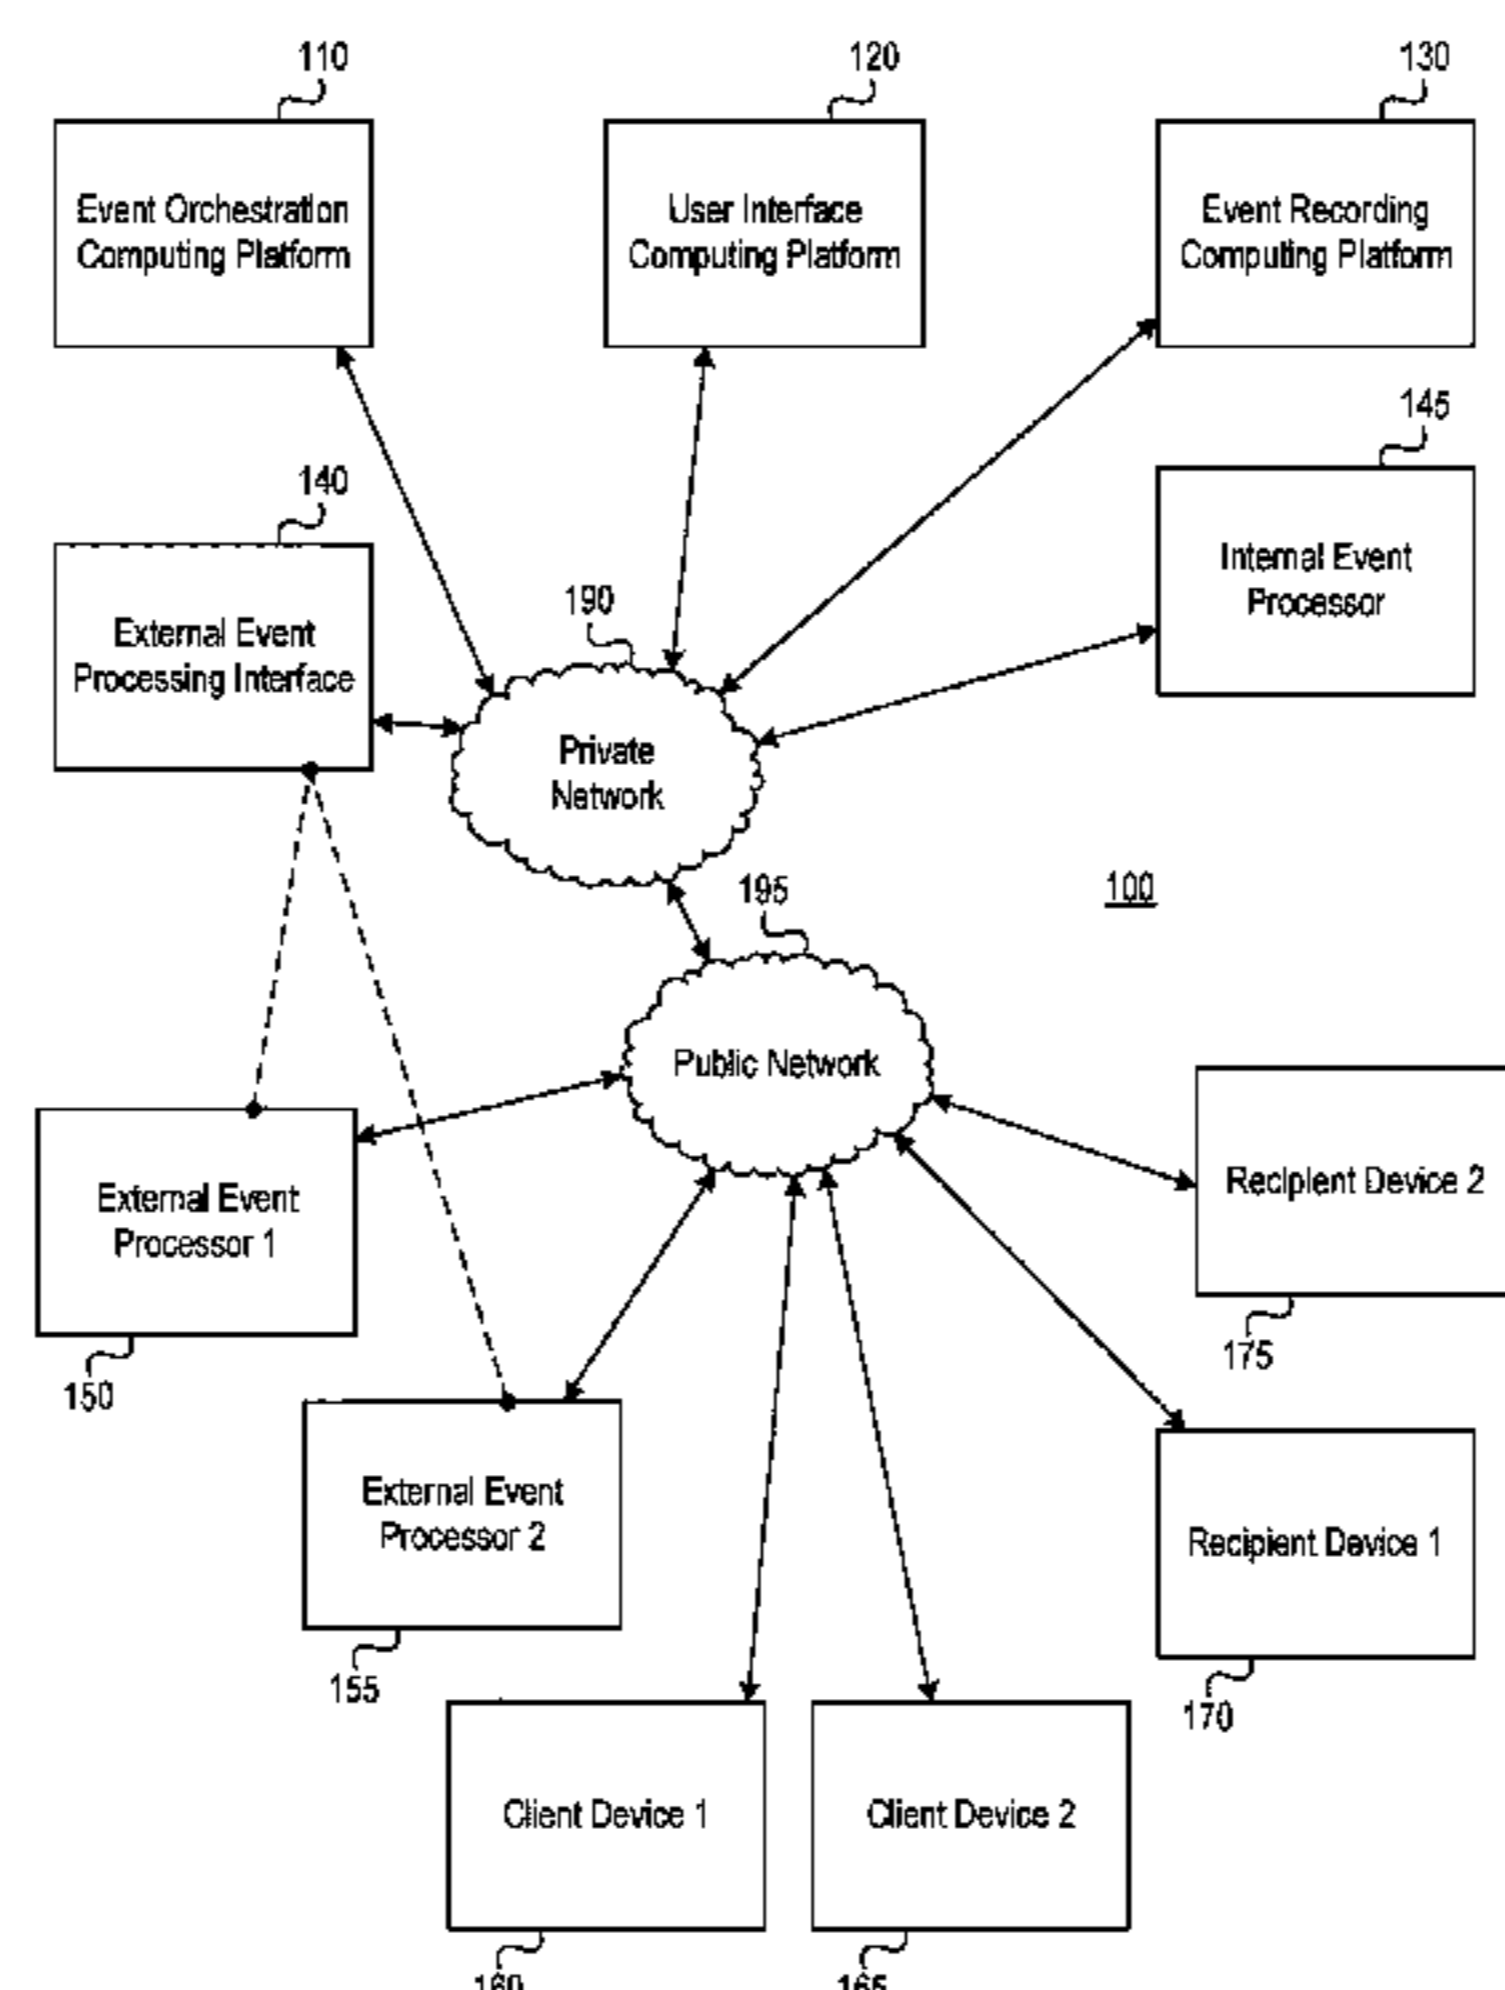 110
120
130
Event Orchestration
Computing Platform
User Interface
Computing Platform
Event Recording
Computing Platform
145
140
Internal Event
Processor
External Event
Processing Interface
190
Private
Network
195
100
Public Network
Recipient Device 2
External Event
Processor 1
175
150
External Event
Processor 2
Recipient Device 1
155
170
Client Device 1
Client Device 2
160
165